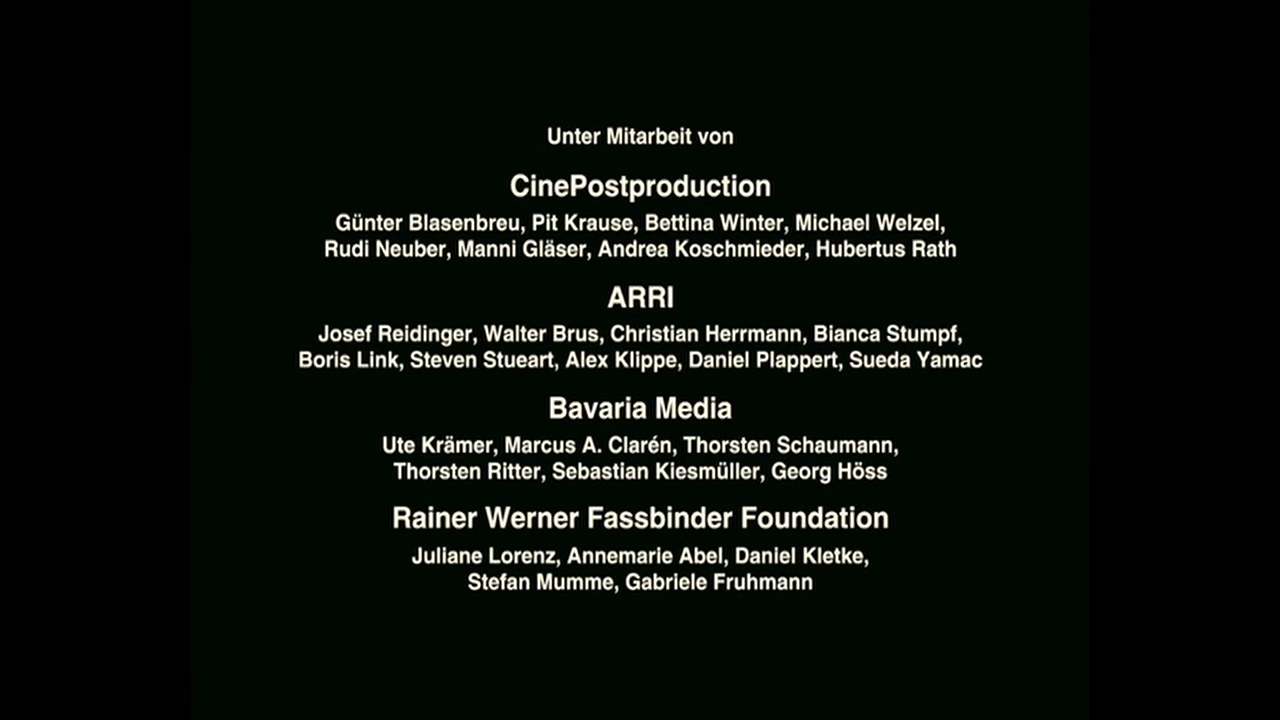 Unter Mitarbeit von
CinePostproduction
Günter Blasenbreu, Pit Krause, Bettina Winter, Michael Welzel,
Rudi Neuber, Manni Gläser, Andrea Koschmieder, Hubertus Rath
ARRI
Josef Reidinger, Walter Brus, Christian Herrmann, Bianca Stumpf,
Boris Link, Steven Stueart, Alex Klippe, Daniel Plappert, Sueda Yamac
Bavaria Media
Ute Krämer, Marcus A. Clarén, Thorsten Schaumann,
Thorsten Ritter, Sebastian Kiesmüller, Georg Höss
Rainer Werner Fassbinder Foundation
Juliane Lorenz, Annemarie Abel, Daniel Kletke,
Stefan Mumme, Gabriele Fruhmann